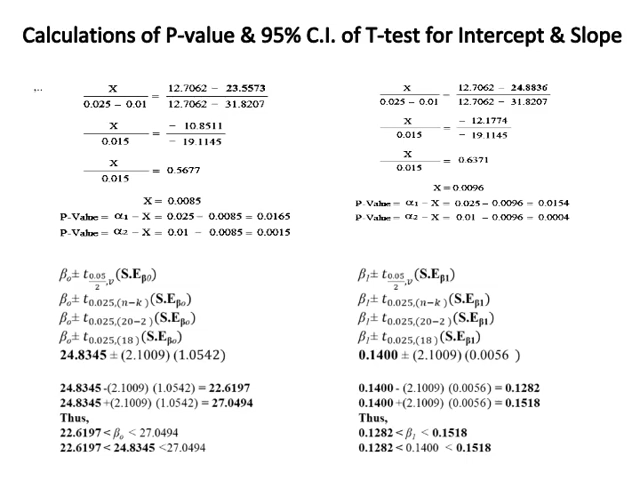 Calculations of P-value & 95% C.I. of T-test for Intercept & Slope
...
X / 0.025 – 0.01 = 12.7062 – 23.5573 / 12.7062 – 31.8207
X / 0.015 = – 10.8511 / – 19.1145
X / 0.015 = 0.5677
X = 0.0085
P-Value = α1 – X = 0.025 – 0.0085 = 0.0165
P-Value = α2 – X = 0.01 – 0.0085 = 0.0015
βₒ± t0.05/2,ν (S.Eβ0)
βₒ± t0.025,(n–k) (S.Eβₒ)
βₒ± t0.025,(20–2) (S.Eβₒ)
βₒ± t0.025,(18) (S.Eβₒ)
24.8345 ± (2.1009) (1.0542)
24.8345 -(2.1009) (1.0542) = 22.6197
24.8345 +(2.1009) (1.0542) = 27.0494
Thus,
22.6197 < βₒ < 27.0494
22.6197 < 24.8345 <27.0494
X / 0.025 – 0.01 – 12.7062 – 24.8836 / 12.7062 – 31.8207
X / 0.015 = – 12.1774 / – 19.1145
X / 0.015 = 0.6371
X = 0.0096
P-Value = α1 – X = 0.025 – 0.0096 = 0.0154
P-Value = α2 – X = 0.01 – 0.0096 = 0.0004
β1± t0.05/2,ν (S.Eβ1)
β1± t0.025,(n–k) (S.Eβ1)
β1± t0.025,(20–2) (S.Eβ1)
β1± t0.025,(18) (S.Eβ1)
0.1400 ± (2.1009) (0.0056 )
0.1400 - (2.1009) (0.0056) = 0.1282
0.1400 +(2.1009) (0.0056) = 0.1518
Thus,
0.1282 < β1 < 0.1518
0.1282 < 0.1400 < 0.1518